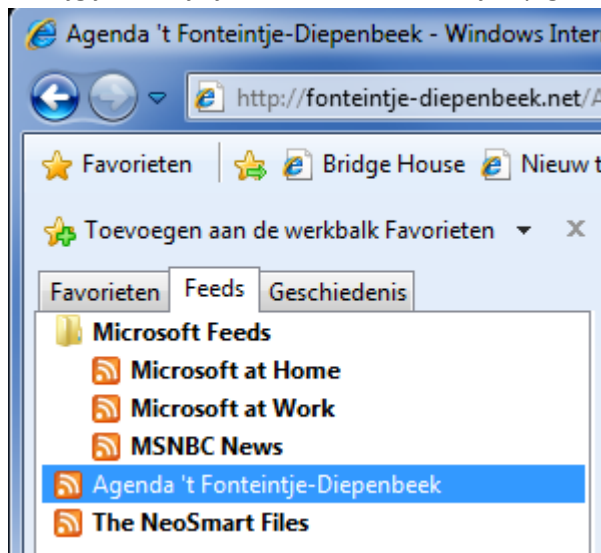 Agenda 't Fonteintje-Diepenbeek - Windows Inter
http://fonteintje-diepenbeek.net/A
Favorieten Bridge House Nieuw t
Toevoegen aan de werkbalk Favorieten X
Favorieten Feeds Geschiedenis
Microsoft Feeds
Microsoft at Home
Microsoft at Work
MSNBC News
Agenda 't Fonteintje-Diepenbeek
The NeoSmart Files